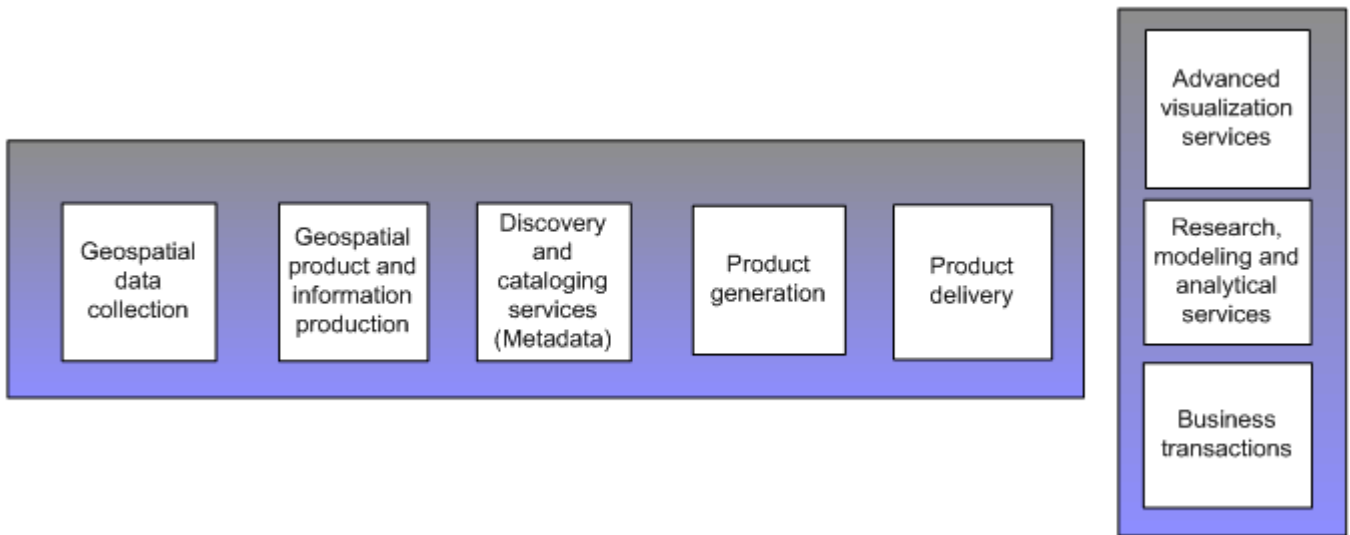 Geospatial
data
collection
Geospatial
product and
information
production
Discovery
and
cataloging
services
(Metadata)
Product
generation
Product
delivery
Advanced
visualization
services
Research,
modeling and
analytical
services
Business
transactions